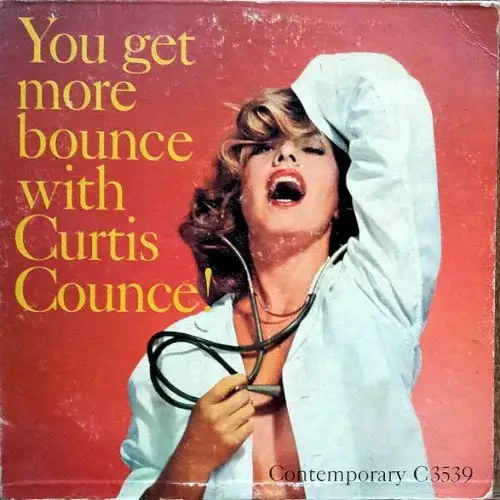 You get
more
bounce
with
Curtis
Counce!
Contemporary C3539